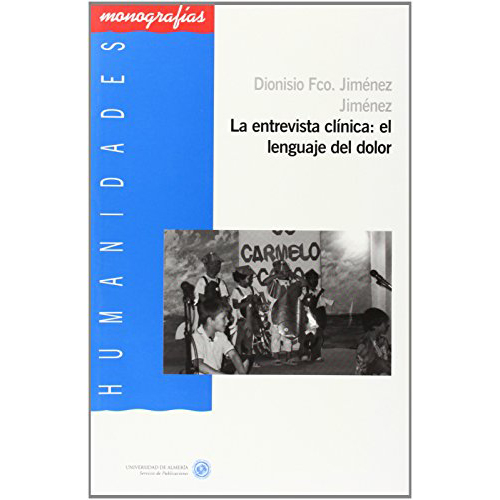 monografías
HUMANIDADES
Dionisio Fco. Jiménez
Jiménez
La entrevista clínica: el
lenguaje del dolor
CARMELO
UNIVERSIDAD DE ALMERÍA
Servicio de Publicaciones